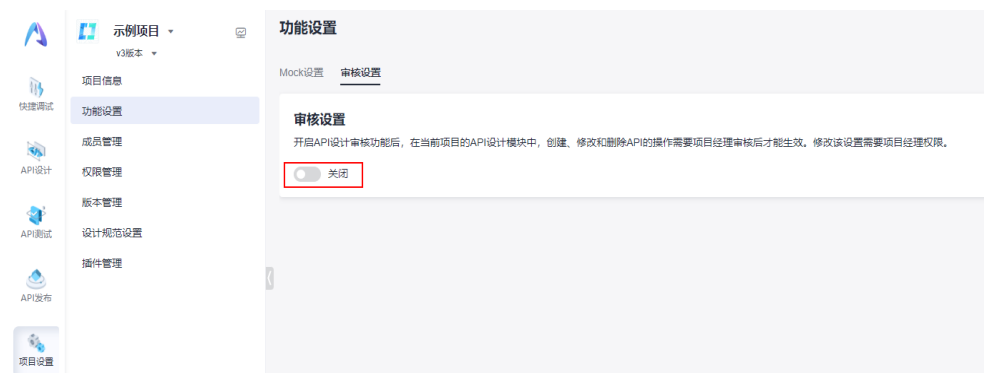 快捷调试
API设计
API测试
API发布
项目设置
示例项目
v3版本
项目信息
功能设置
成员管理
权限管理
版本管理
设计规范设置
插件管理
功能设置
Mock设置 审核设置
审核设置
开启API设计审核功能后，在当前项目的API设计模块中，创建、修改和删除API的操作需要项目经理审核后才能生效。修改该设置需要项目经理权限。
关闭